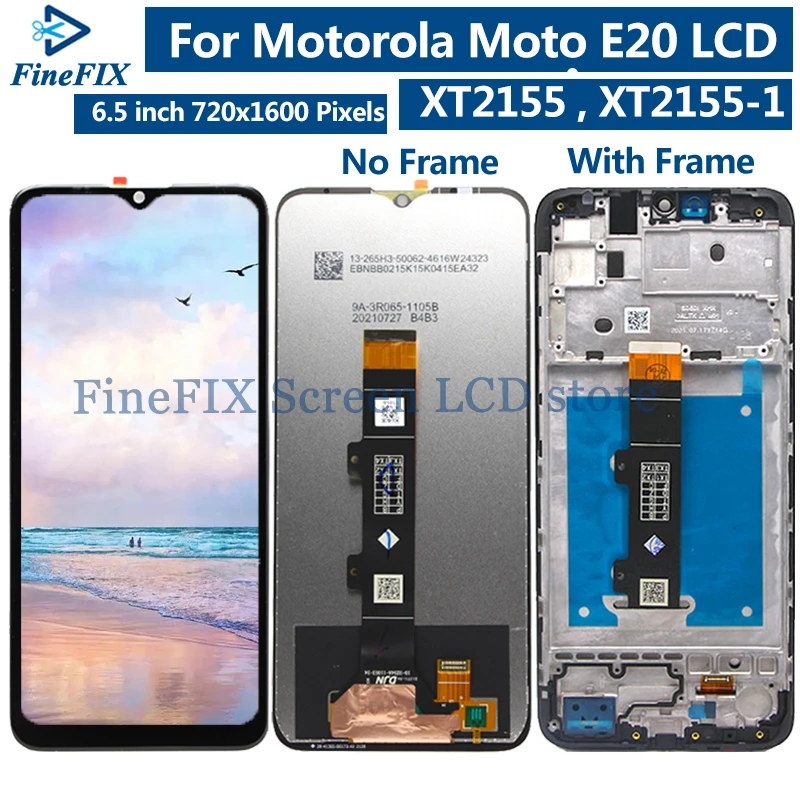 FineFIX
For Motorola Moto E20 LCD
6.5 inch 720x1600 Pixels
XT2155 , XT2155-1
No Frame
With Frame
13-265H3-50062-4616W24323
EBNBB0215K15K0415EA32
9A-3R065-1105B
20210727 B4B3
FineFIX Screen LCD store
DJN